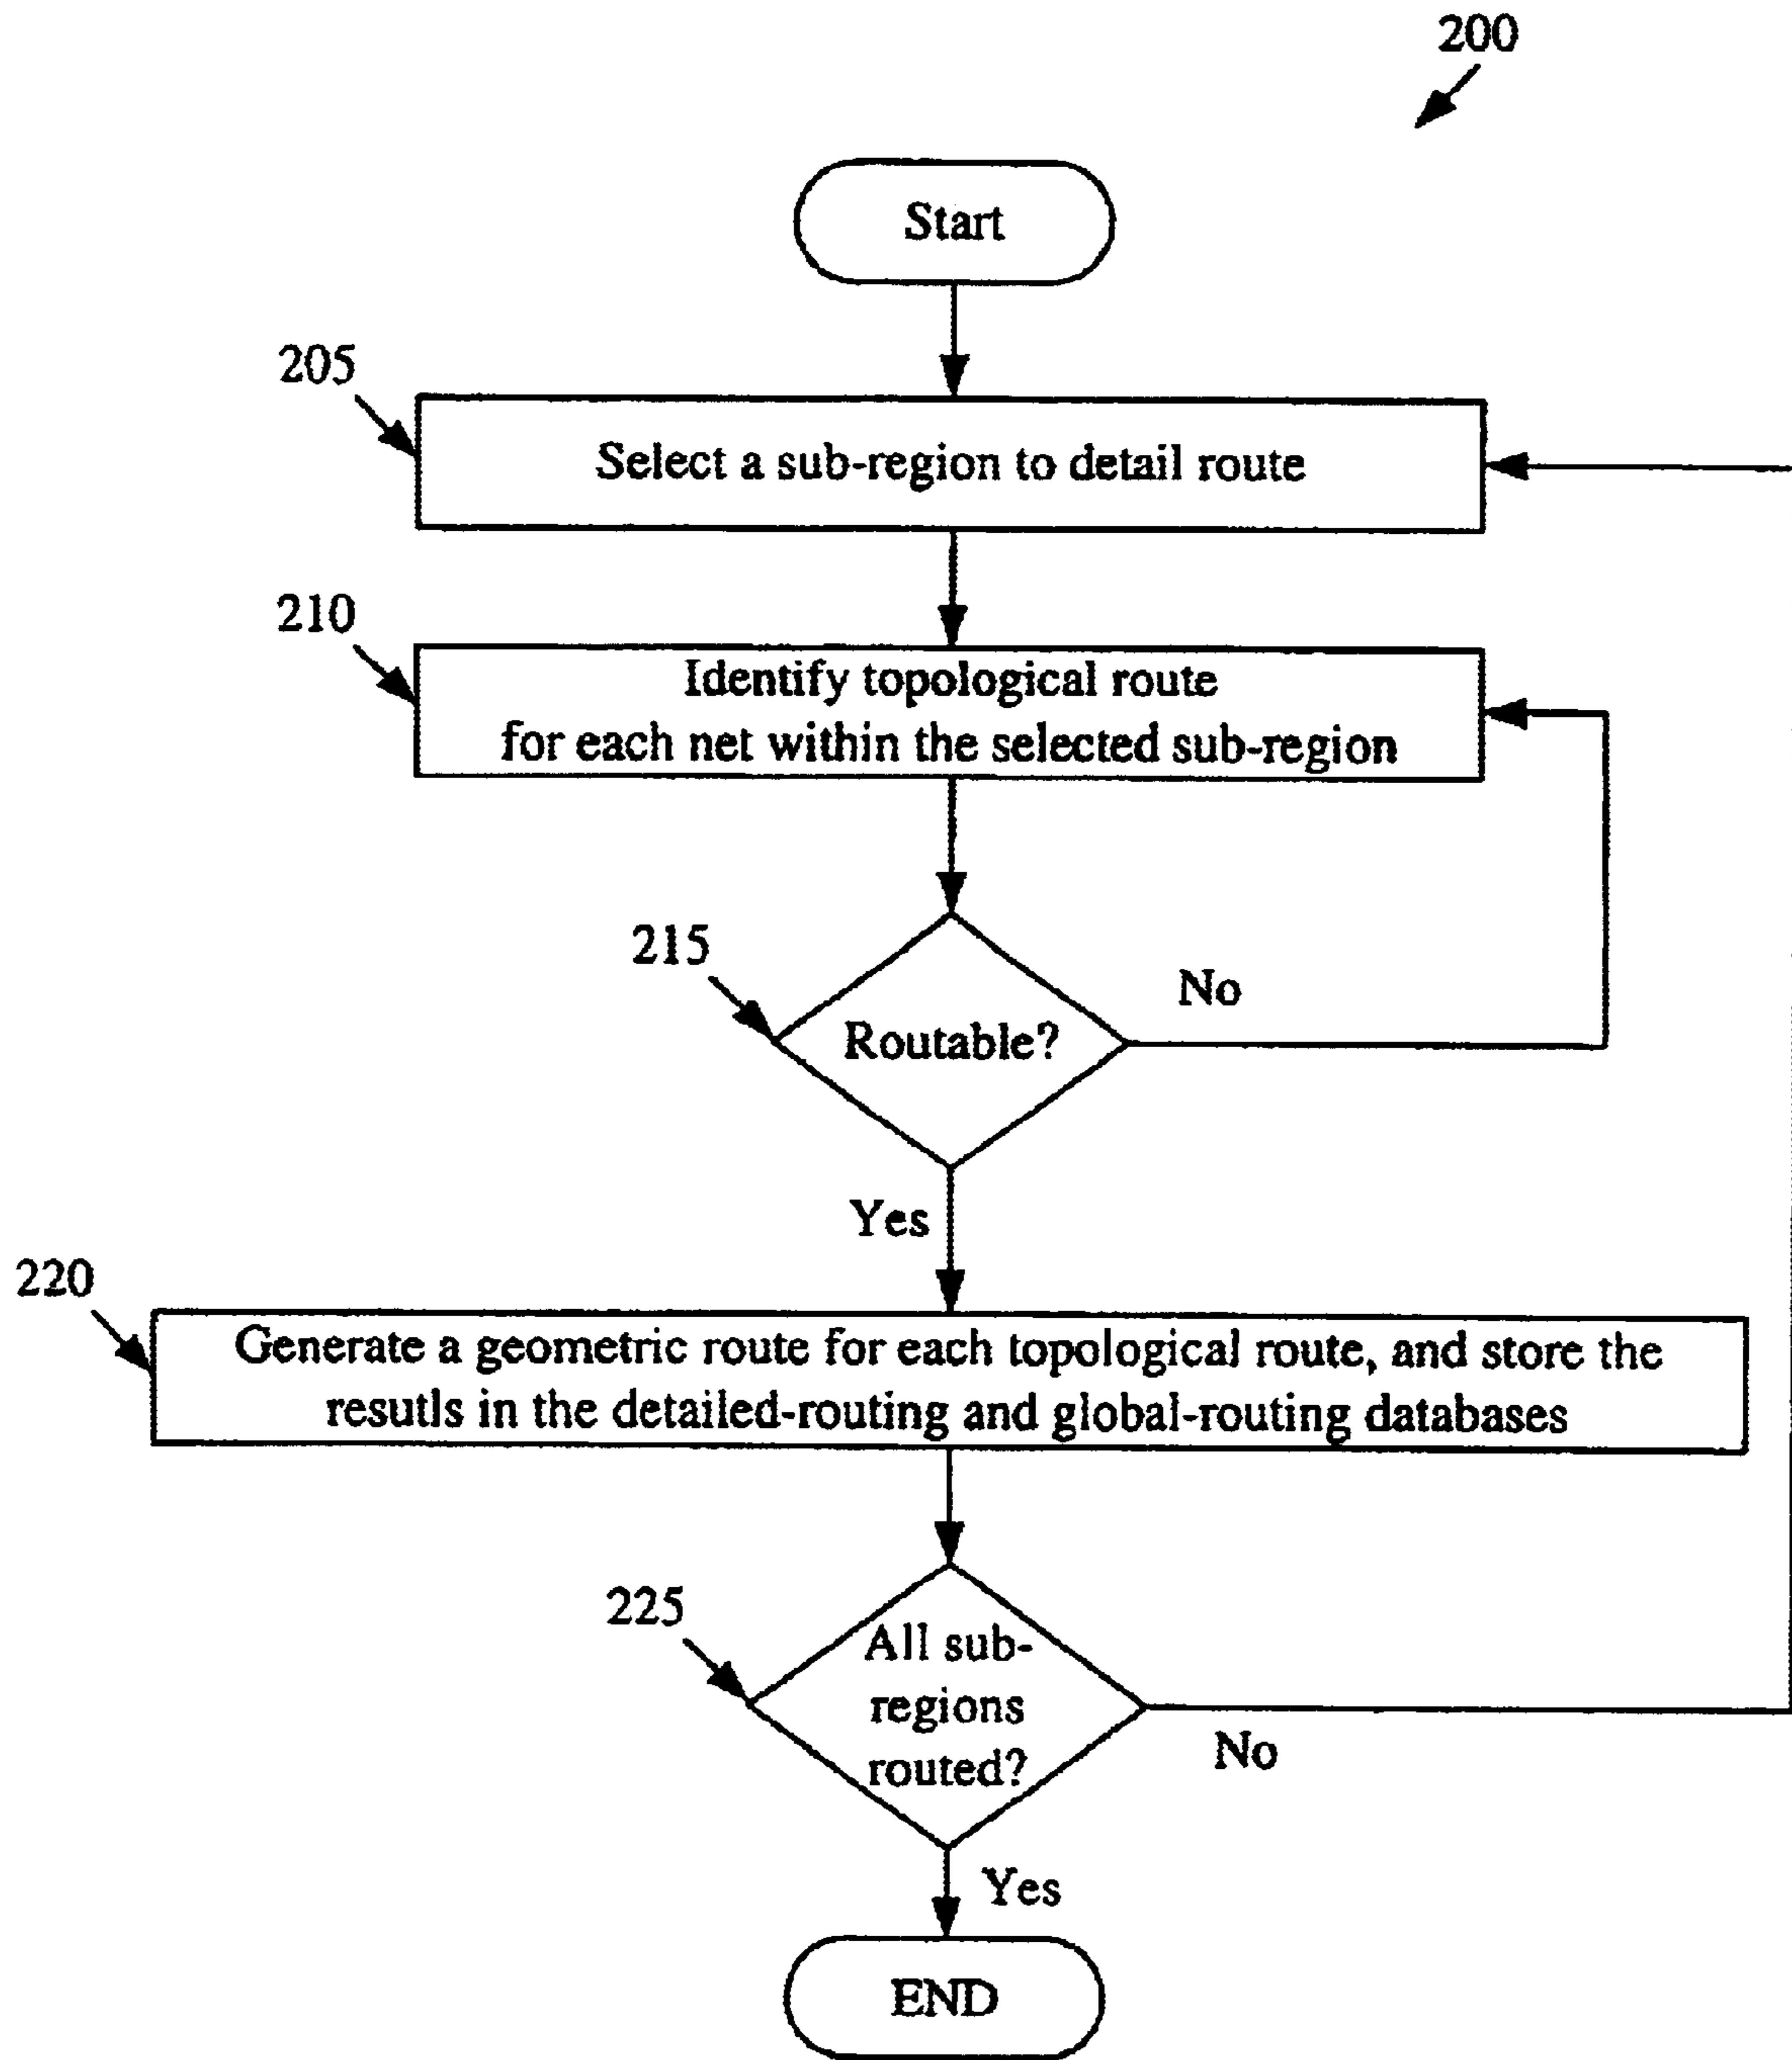 200
Start
205
Select a sub-region to detail route
210
Identify topological route
for each net within the selected sub-region
215
Routable?
No
Yes
220
Generate a geometric route for each topological route, and store the
resutls in the detailed-routing and global-routing databases
225
All sub-
regions
routed?
No
Yes
END